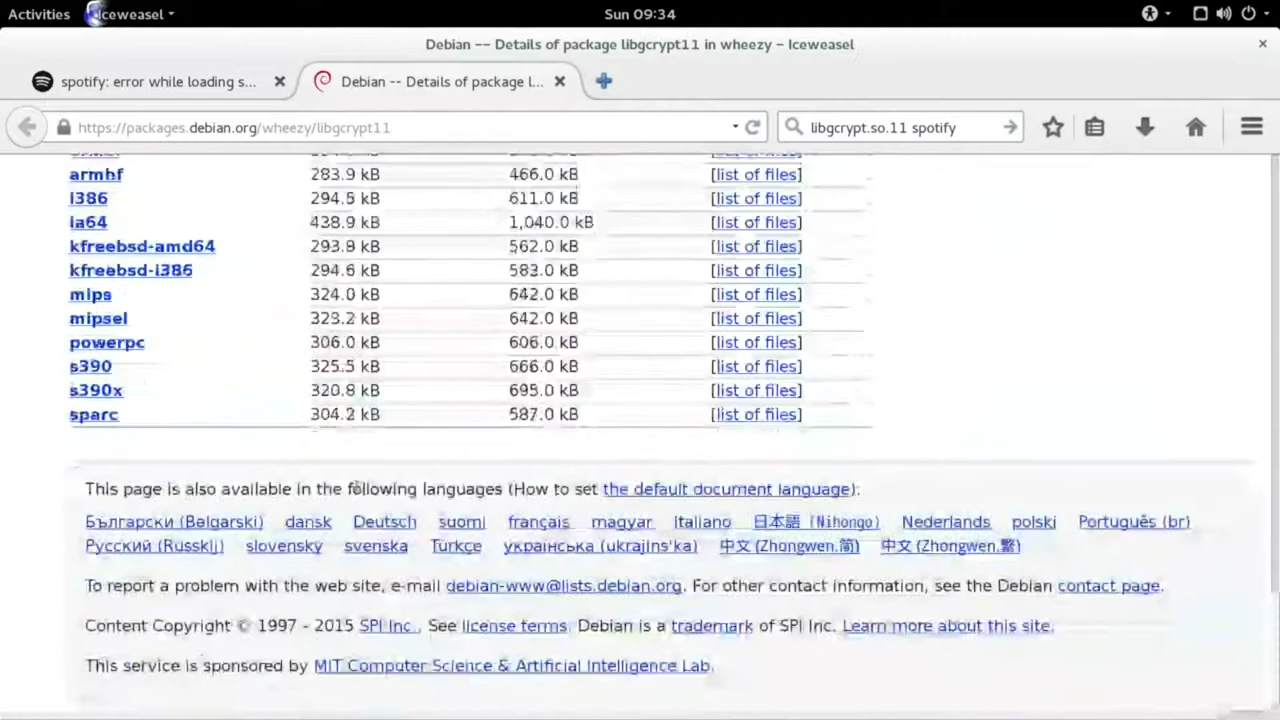 Activities Iceweasel Sun 09:34
Debian -- Details of package libgcrypt11 in wheezy - Iceweasel
spotify: error while loading s... Debian -- Details of package l...
https://packages.debian.org/wheezy/libgcrypt11 libgcrypt.so.11 spotify
armhf 283.9 kB 466.0 kB [list of files]
i386 294.5 kB 611.0 kB [list of files]
ia64 438.9 kB 1,040.0 kB [list of files]
kfreebsd-amd64 293.8 kB 562.0 kB [list of files]
kfreebsd-i386 294.6 kB 583.0 kB [list of files]
mips 324.0 kB 642.0 kB [list of files]
mipsel 323.2 kB 642.0 kB [list of files]
powerpc 306.0 kB 606.0 kB [list of files]
s390 325.5 kB 666.0 kB [list of files]
s390x 320.8 kB 695.0 kB [list of files]
sparc 304.2 kB 587.0 kB [list of files]
This page is also available in the following languages (How to set the default document language):
Български (Bəlgarski) dansk Deutsch suomi français magyar Italiano 日本語 (Nihongo) Nederlands polski Português (br)
Русский (Russkij) slovensky svenska Türkçe українська (ukrajins'ka) 中文 (Zhongwen,简) 中文 (Zhongwen,繁)
To report a problem with the web site, e-mail debian-www@lists.debian.org. For other contact information, see the Debian contact page.
Content Copyright © 1997 - 2015 SPI Inc.. See license terms. Debian is a trademark of SPI Inc. Learn more about this site.
This service is sponsored by MIT Computer Science & Artificial Intelligence Lab.